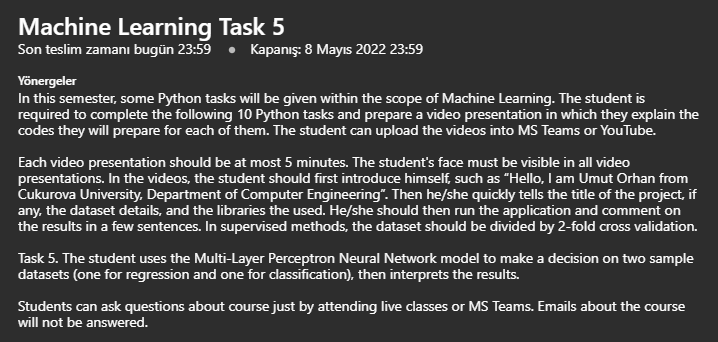 Machine Learning Task 5
Son teslim zamanı bugün 23:59 • Kapanış: 8 Mayıs 2022 23:59
Yönergeler
In this semester, some Python tasks will be given within the scope of Machine Learning. The student is
required to complete the following 10 Python tasks and prepare a video presentation in which they explain the
codes they will prepare for each of them. The student can upload the videos into MS Teams or YouTube.
Each video presentation should be at most 5 minutes. The student's face must be visible in all video
presentations. In the videos, the student should first introduce himself, such as “Hello, I am Umut Orhan from
Cukurova University, Department of Computer Engineering”. Then he/she quickly tells the title of the project, if
any, the dataset details, and the libraries the used. He/she should then run the application and comment on
the results in a few sentences. In supervised methods, the dataset should be divided by 2-fold cross validation.
Task 5. The student uses the Multi-Layer Perceptron Neural Network model to make a decision on two sample
datasets (one for regression and one for classification), then interprets the results.
Students can ask questions about course just by attending live classes or MS Teams. Emails about the course
will not be answered.